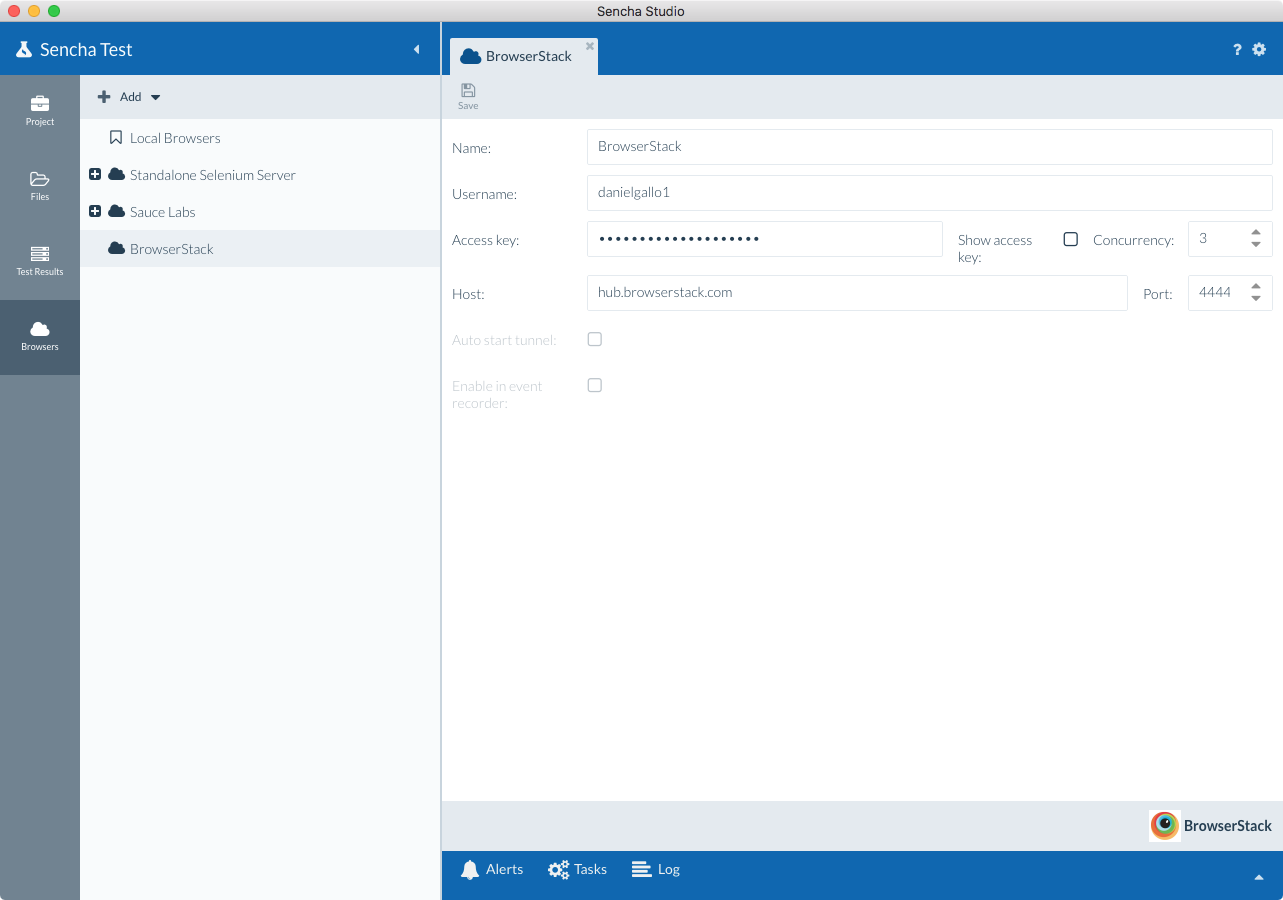 Sencha Studio
Sencha Test
BrowserStack
?
Project
Files
Test Results
Browsers
Add
Local Browsers
Standalone Selenium Server
Sauce Labs
BrowserStack
Save
Name: BrowserStack
Username: danielgallo1
Access key: •••••••••••••••••••• Show access key: Concurrency: 3
Host: hub.browserstack.com Port: 4444
Auto start tunnel:
Enable in event
recorder:
BrowserStack
Alerts Tasks Log